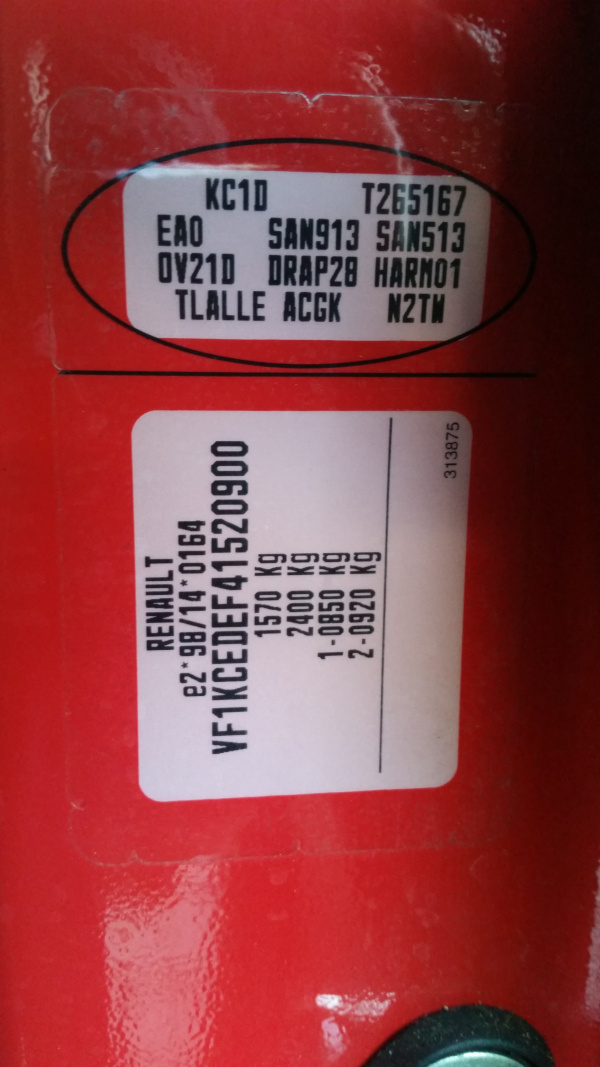 KC1D T265167
EA0 SAN913 SAN513
OV21D DRAP28 HARM01
TLALLE ACGK N2TW
RENAULT
e2*98/14*0164
VF1KCEDEF41520900
1570 Kg
2400 Kg
1-0850 Kg
2-0920 Kg
313875